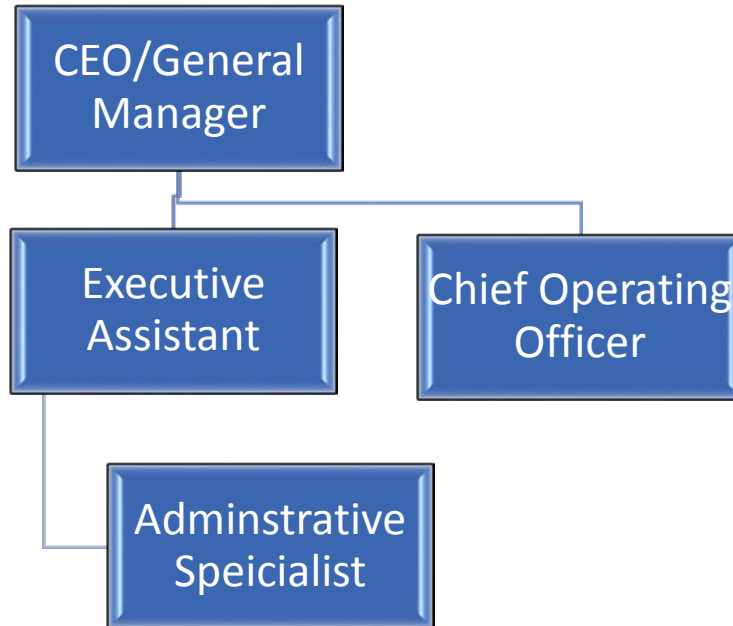 CEO/General
Manager
Executive
Assistant
Chief Operating
Officer
Adminstrative
Speicialist